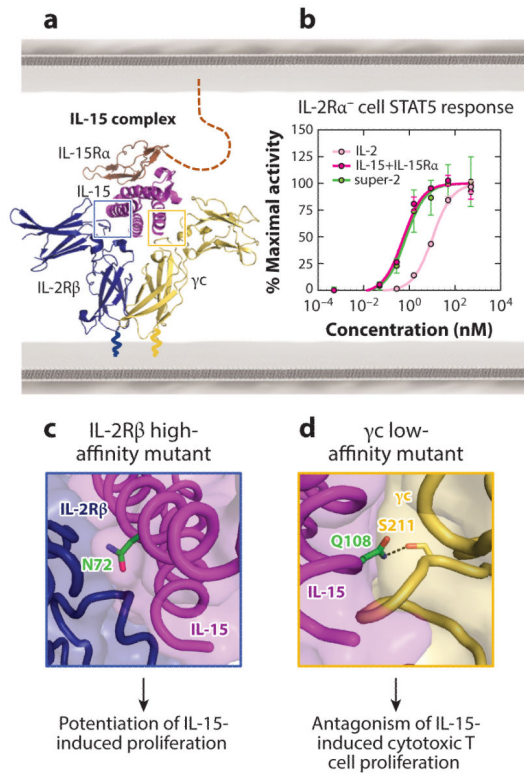 a
b
IL-15 complex
IL-15Rα
IL-15
IL-2Rβ
γc
IL-2Rα⁻ cell STAT5 response
150
125
100
75
50
25
0
% Maximal activity
IL-2
IL-15+IL-15Rα
super-2
10⁻⁴ 10⁻² 10⁰ 10² 10⁴
Concentration (nM)
c
IL-2Rβ high-
affinity mutant
IL-2Rβ
N72
IL-15
Potentiation of IL-15-
induced proliferation
d
γc low-
affinity mutant
γc
S211
Q108
IL-15
Antagonism of IL-15-
induced cytotoxic T
cell proliferation